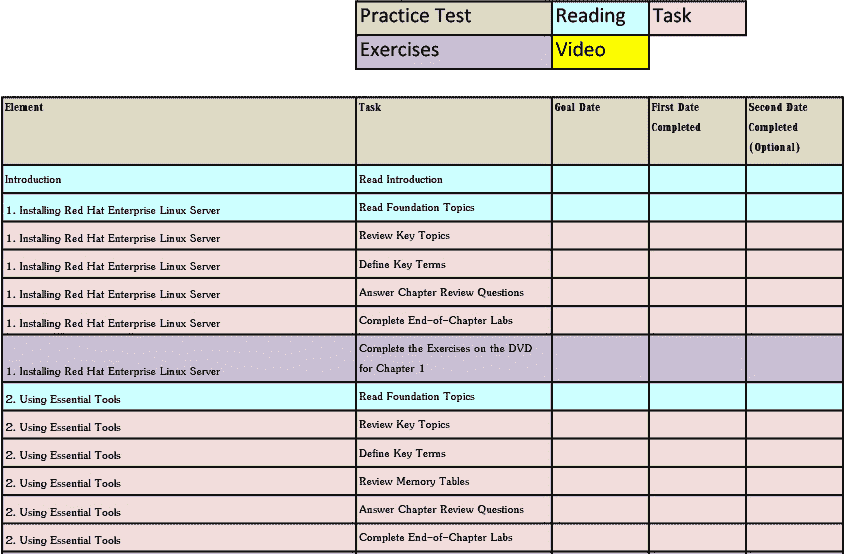 Practice Test Reading Task
Exercises Video
Element Task Goal Date First Date Completed Second Date Completed (Optional)
Introduction Read Introduction
1. Installing Red Hat Enterprise Linux Server Read Foundation Topics
1. Installing Red Hat Enterprise Linux Server Review Key Topics
1. Installing Red Hat Enterprise Linux Server Define Key Terms
1. Installing Red Hat Enterprise Linux Server Answer Chapter Review Questions
1. Installing Red Hat Enterprise Linux Server Complete End-of-Chapter Labs
1. Installing Red Hat Enterprise Linux Server Complete the Exercises on the DVD for Chapter 1
2. Using Essential Tools Read Foundation Topics
2. Using Essential Tools Review Key Topics
2. Using Essential Tools Define Key Terms
2. Using Essential Tools Review Memory Tables
2. Using Essential Tools Answer Chapter Review Questions
2. Using Essential Tools Complete End-of-Chapter Labs